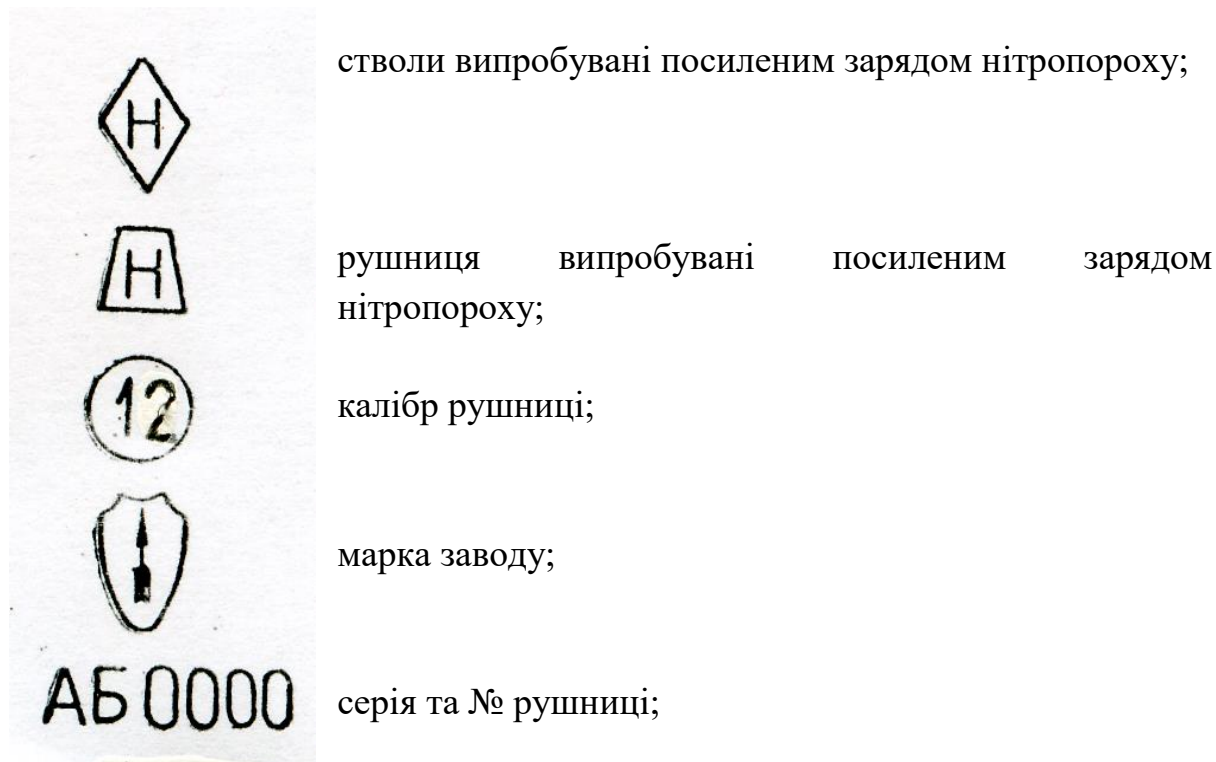 стволи випробувані посиленим зарядом нітропороху;
Н
рушниця випробувані посиленим зарядом
Н
нітропороху;
12
калібр рушниці;
марка заводу;
АБ 0000
серія та № рушниці;